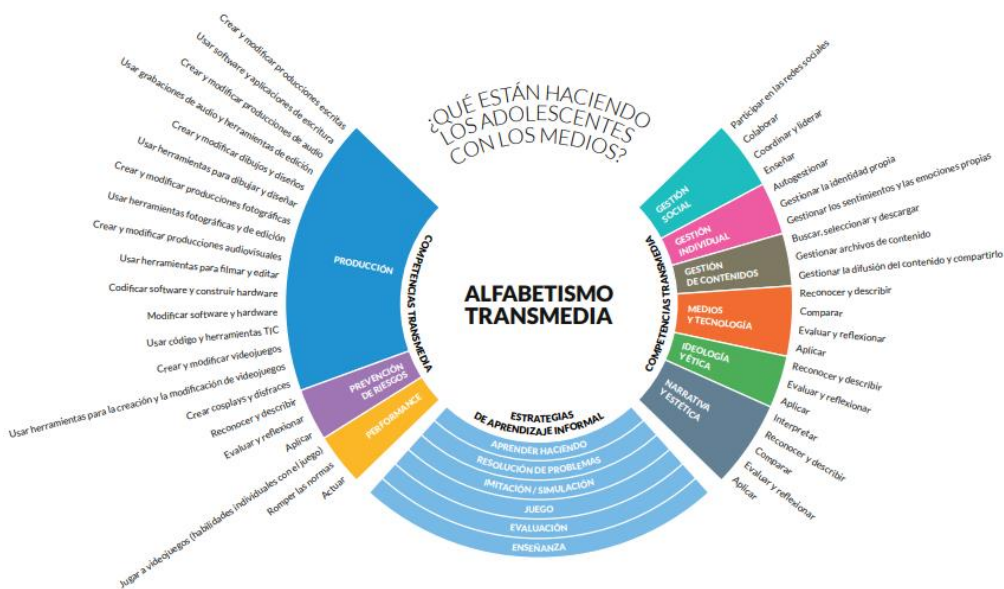 ¿QUÉ ESTÁN HACIENDO
LOS ADOLESCENTES
CON LOS MEDIOS?
ALFABETISMO
TRANSMEDIA
COMPETENCIAS TRANSMEDIA
PRODUCCIÓN
Crear y modificar producciones escritas
Usar software y aplicaciones de escritura
Crear y modificar producciones de audio
Usar grabaciones de audio y herramientas de edición
Crear y modificar dibujos y diseños
Usar herramientas para dibujar y diseñar
Crear y modificar producciones fotográficas
Usar herramientas fotográficas y de edición
Crear y modificar producciones audiovisuales
Usar herramientas para filmar y editar
Codificar software y construir hardware
Modificar software y hardware
Usar código y herramientas TIC
Crear y modificar videojuegos
Usar herramientas para la creación y la modificación de videojuegos
Crear cosplays y disfraces
PREVENCIÓN
DE RIESGOS
Reconocer y describir
Evaluar y reflexionar
Aplicar
PERFORMANCE
Jugar a videojuegos (habilidades individuales con el juego)
Romper las normas
Actuar
COMPETENCIAS TRANSMEDIA
GESTIÓN
SOCIAL
Participar en las redes sociales
Colaborar
Coordinar y liderar
Enseñar
GESTIÓN
INDIVIDUAL
Autogestionar
Gestionar la identidad propia
Gestionar los sentimientos y las emociones propias
GESTIÓN
DE CONTENIDOS
Buscar, seleccionar y descargar
Gestionar archivos de contenido
Gestionar la difusión del contenido y compartirlo
MEDIOS
Y TECNOLOGÍA
Reconocer y describir
Comparar
Evaluar y reflexionar
Aplicar
IDEOLOGÍA
Y ÉTICA
Reconocer y describir
Evaluar y reflexionar
Aplicar
NARRATIVA
Y ESTÉTICA
Interpretar
Reconocer y describir
Comparar
Evaluar y reflexionar
Aplicar
ESTRATEGIAS
DE APRENDIZAJE INFORMAL
APRENDER HACIENDO
RESOLUCIÓN DE PROBLEMAS
IMITACIÓN / SIMULACIÓN
JUEGO
EVALUACIÓN
ENSEÑANZA